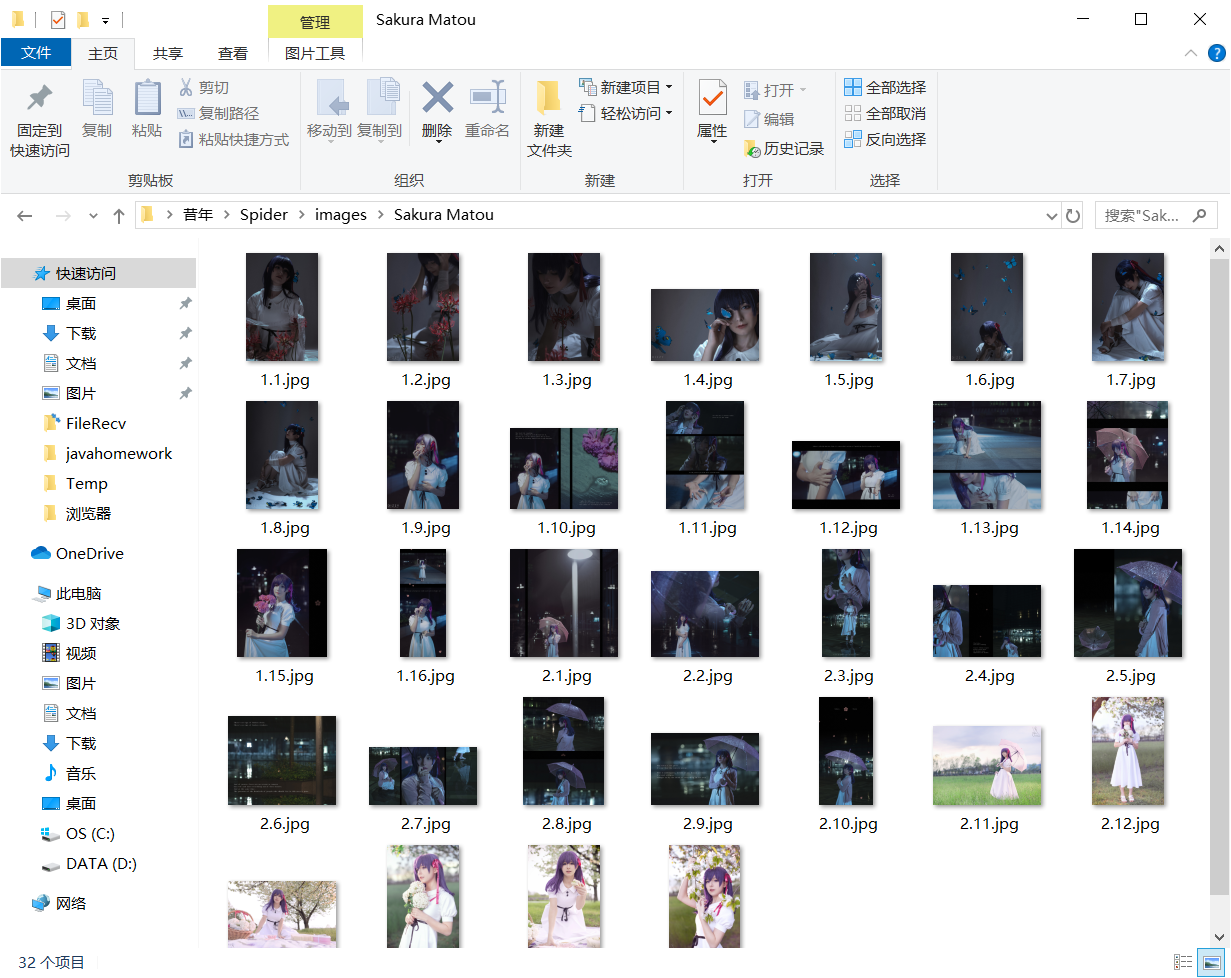 管理
Sakura Matou
文件
主页
共享
查看
图片工具
固定到
快速访问
复制
粘贴
剪切
复制路径
粘贴快捷方式
剪贴板
移动到
复制到
删除
重命名
组织
新建
文件夹
新建项目
轻松访问
新建
属性
打开
编辑
历史记录
打开
全部选择
全部取消
反向选择
选择
昔年
Spider
images
Sakura Matou
搜索"Sak...
快速访问
桌面
下载
文档
图片
FileRecv
javahomework
Temp
浏览器
OneDrive
此电脑
3D 对象
视频
图片
文档
下载
音乐
桌面
OS (C:)
DATA (D:)
网络
1.1.jpg
1.2.jpg
1.3.jpg
1.4.jpg
1.5.jpg
1.6.jpg
1.7.jpg
1.8.jpg
1.9.jpg
1.10.jpg
1.11.jpg
1.12.jpg
1.13.jpg
1.14.jpg
1.15.jpg
1.16.jpg
2.1.jpg
2.2.jpg
2.3.jpg
2.4.jpg
2.5.jpg
2.6.jpg
2.7.jpg
2.8.jpg
2.9.jpg
2.10.jpg
2.11.jpg
2.12.jpg
32 个项目